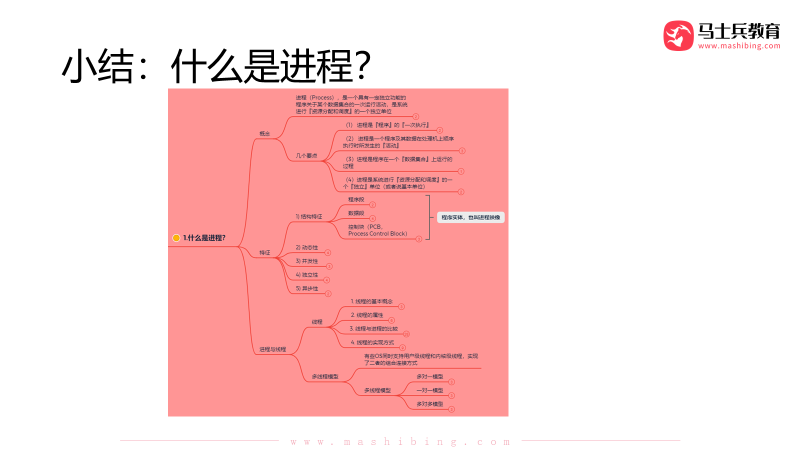 马士兵教育
www.mashibing.com
小结：什么是进程？
进程（Process），是一个具有一定独立功能的
程序关于某个数据集合的一次运行活动，是系统
进行『资源分配和调度』的一个独立单位
概念
（1） 进程是『程序』的『一次执行』
（2） 进程是一个程序及其数据在处理机上顺序
执行时所发生的『活动』
几个要点
（3）进程是程序在一个『数据集合』上运行的
过程
（4）进程是系统进行『资源分配和调度』的一
个『独立』单位（或者说基本单位）
程序段
1) 结构特征
数据段
程序实体，也叫进程映像
控制块（PCB,
Process Control Block）
1.什么是进程？
特征
2) 动态性
3) 并发性
4) 独立性
5) 异步性
1. 线程的基本概念
2. 线程的属性
线程
3. 线程与进程的比较
4. 线程的实现方式
进程与线程
有些OS同时支持用户级线程和内核级线程，实现
了二者的组合连接方式
多线程模型
多对一模型
多线程模型
一对一模型
多对多模型
www.mashibing.com